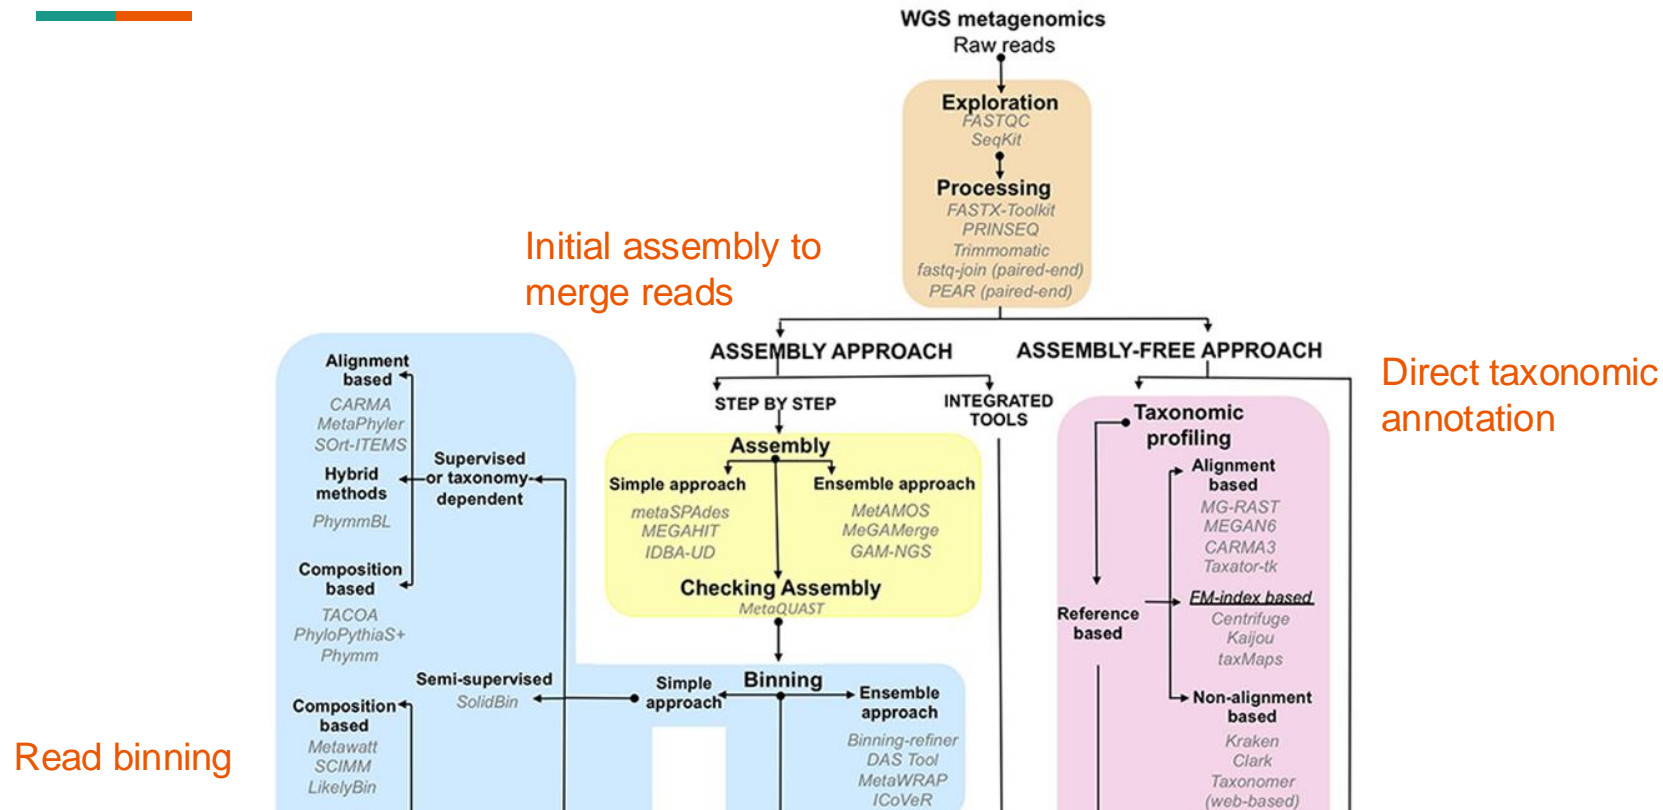 WGS metagenomics
Raw reads
Exploration
FASTQC
SeqKit
Processing
FASTX-Toolkit
PRINSEQ
Trimmomatic
fastq-join (paired-end)
PEAR (paired-end)
Initial assembly to
merge reads
ASSEMBLY APPROACH
ASSEMBLY-FREE APPROACH
Direct taxonomic
annotation
STEP BY STEP
INTEGRATED
TOOLS
Assembly
Simple approach
metaSPAdes
MEGAHIT
IDBA-UD
Ensemble approach
MetAMOS
MeGAMerge
GAM-NGS
Checking Assembly
MetaQUAST
Binning
Simple
approach
Ensemble
approach
Binning-refiner
DAS Tool
MetaWRAP
ICoVeR
Semi-supervised
SolidBin
Supervised
or taxonomy-
dependent
Alignment
based
CARMA
MetaPhyler
SOrt-ITEMS
Hybrid
methods
PhymmBL
Composition
based
TACOA
PhyloPythiaS+
Phymm
Composition
based
Metawatt
SCIMM
LikelyBin
Read binning
Taxonomic
profiling
Reference
based
Alignment
based
MG-RAST
MEGAN6
CARMA3
Taxator-tk
FM-index based
Centrifuge
Kaijou
taxMaps
Non-alignment
based
Kraken
Clark
Taxonomer
(web-based)